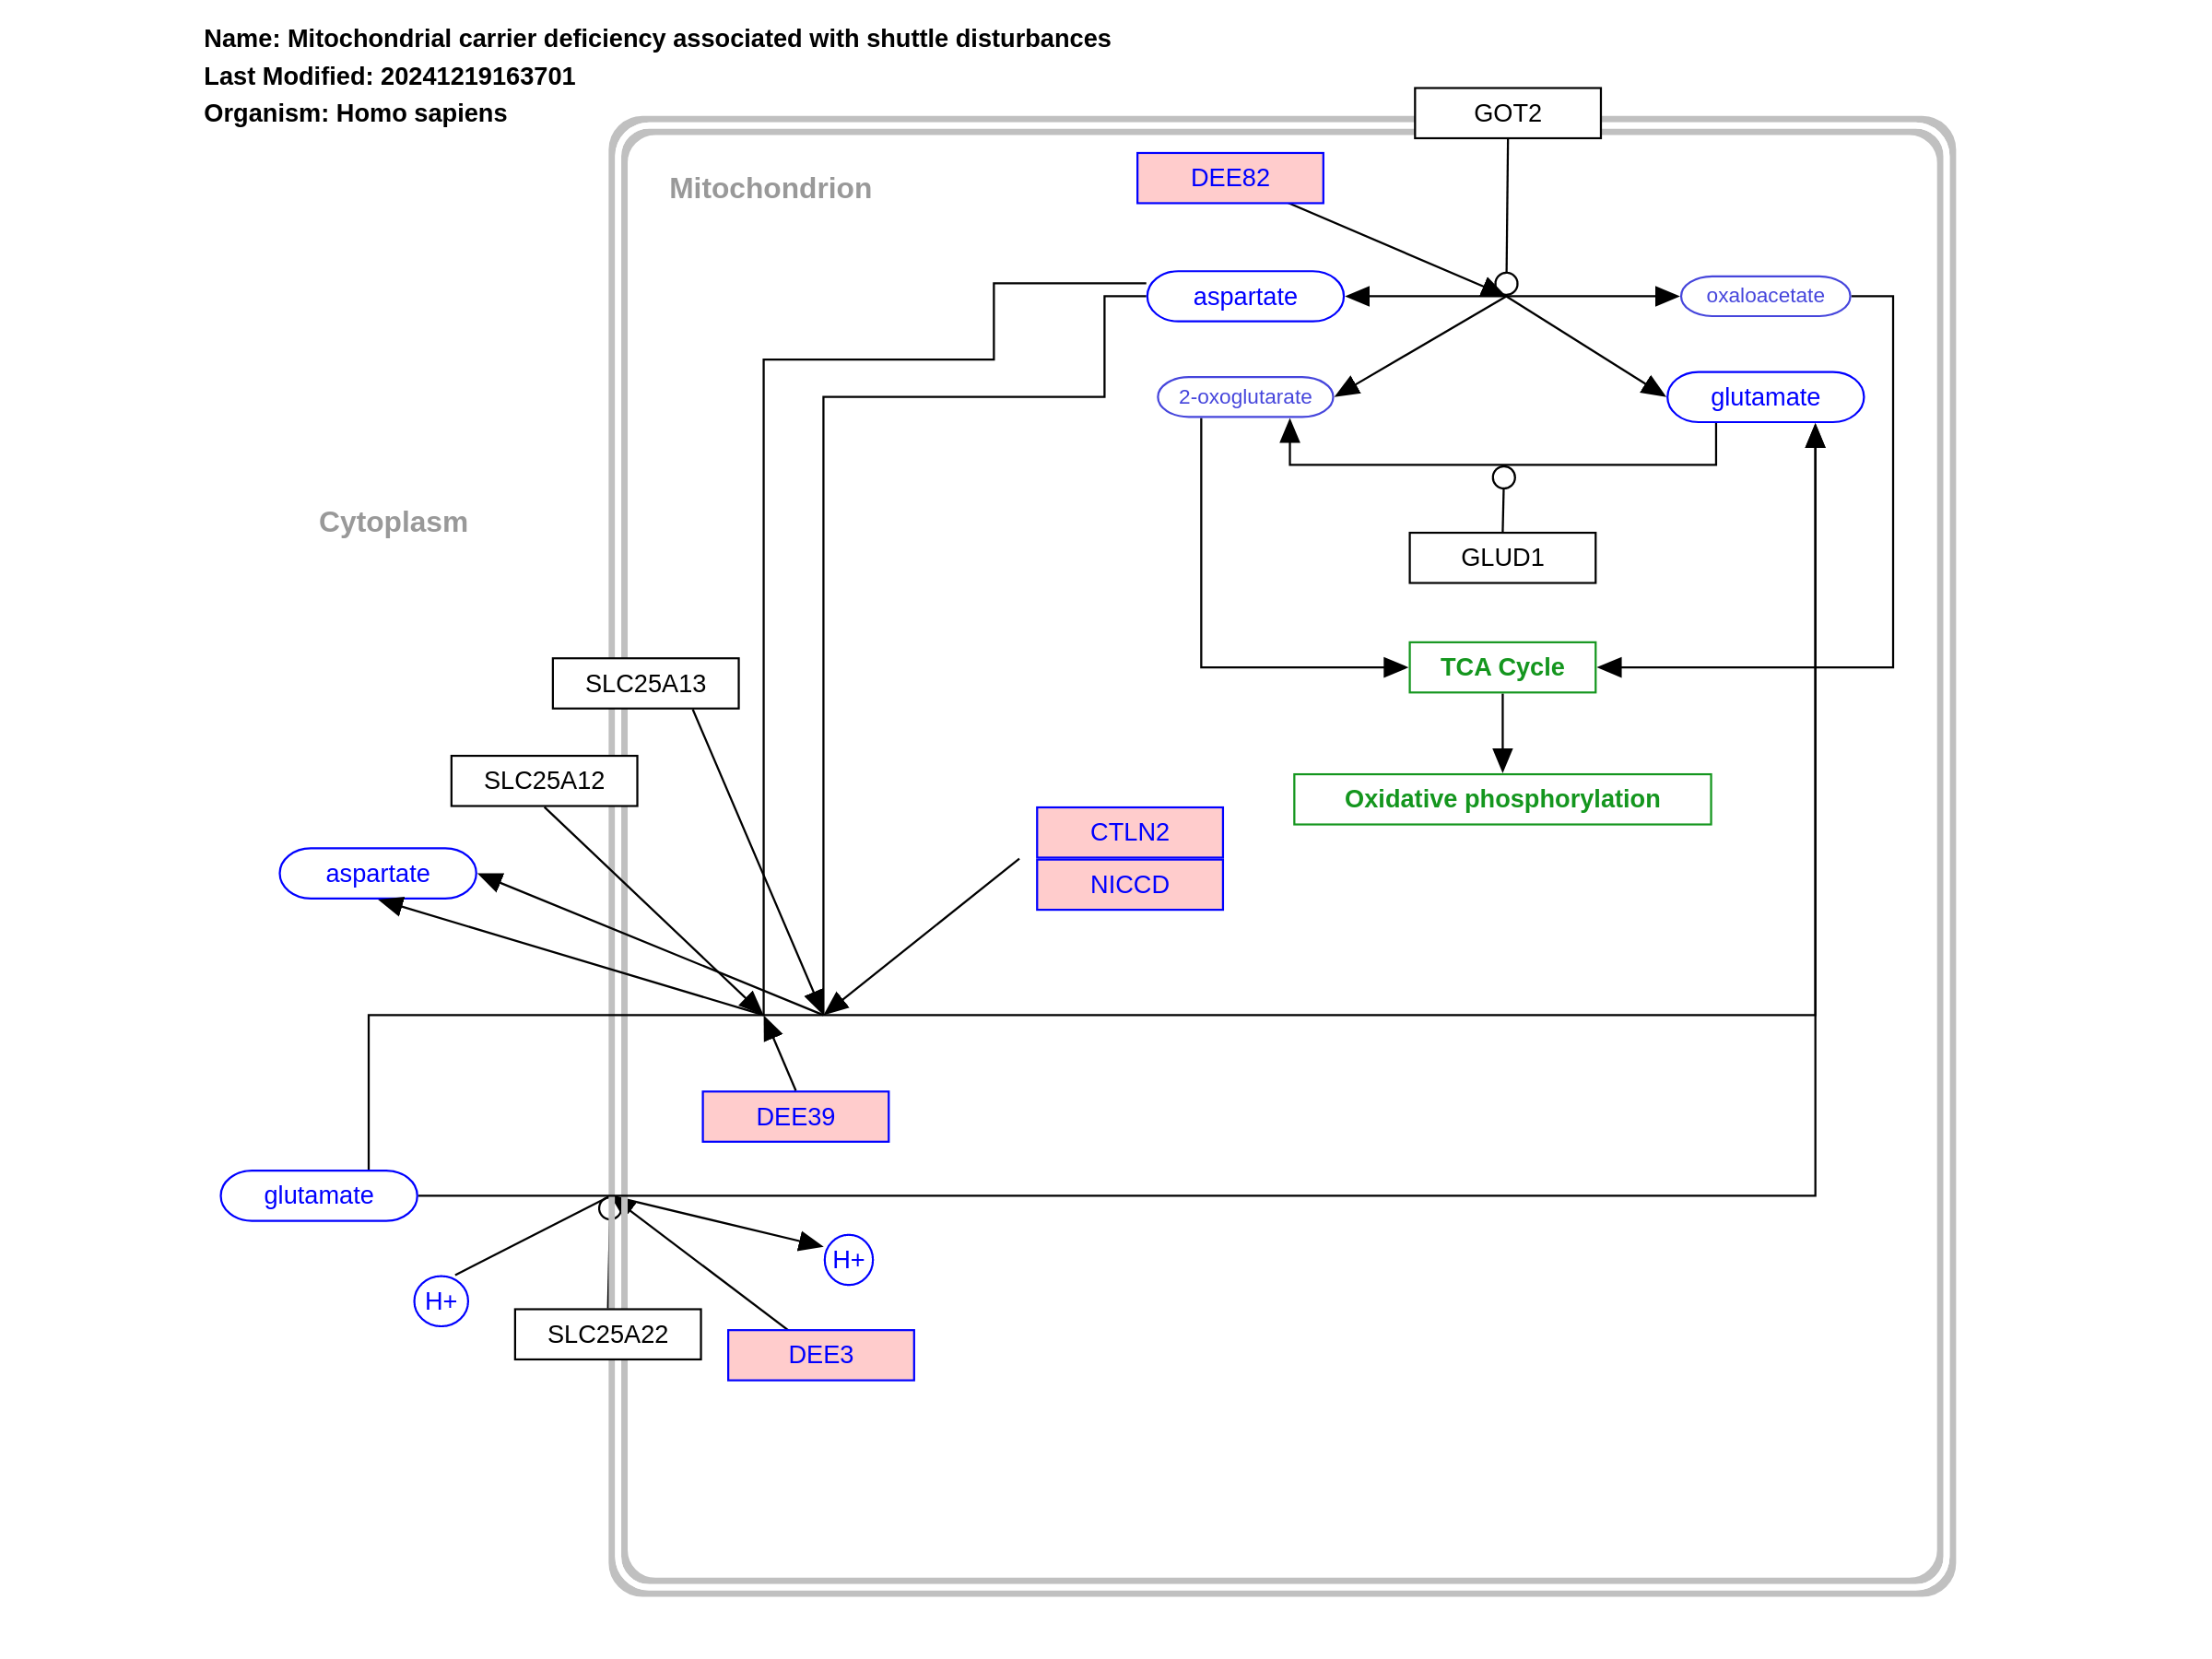 Name: Mitochondrial carrier deficiency associated with shuttle disturbances
Last Modified: 20241219163701
Organism: Homo sapiens
GOT2
DEE82
Mitochondrion
aspartate
oxaloacetate
2-oxoglutarate
glutamate
Cytoplasm
GLUD1
TCA Cycle
SLC25A13
SLC25A12
Oxidative phosphorylation
CTLN2
aspartate
NICCD
DEE39
glutamate
H+
H+
SLC25A22
DEE3